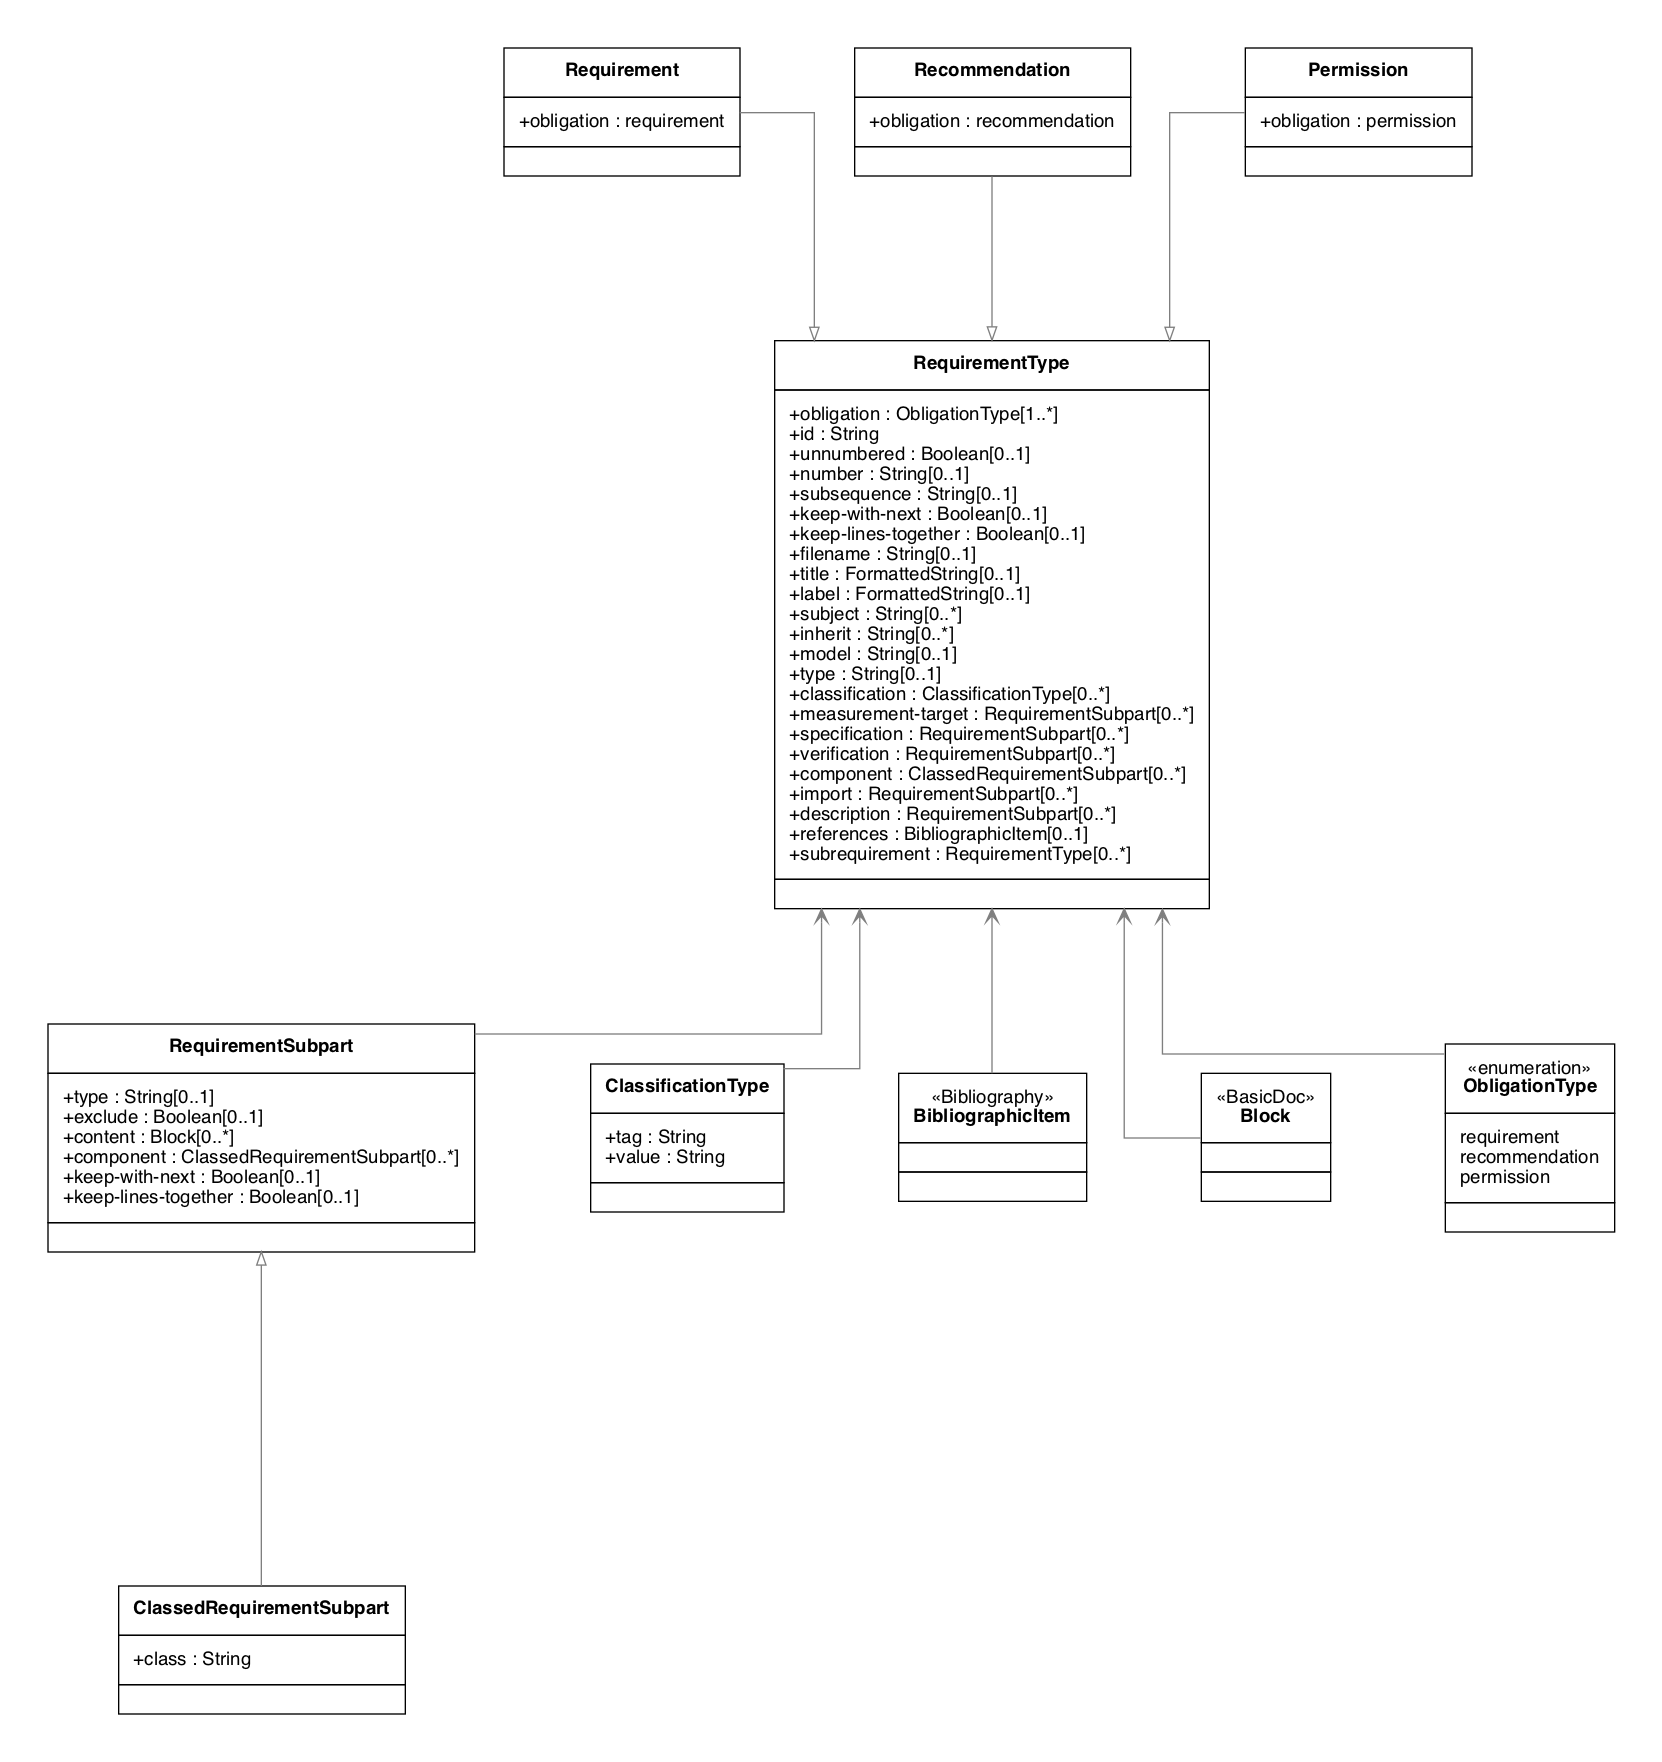 Requirement
+obligation : requirement
Recommendation
+obligation : recommendation
Permission
+obligation : permission
RequirementType
+obligation : ObligationType[1..*]
+id : String
+unnumbered : Boolean[0..1]
+number : String[0..1]
+subsequence : String[0..1]
+keep-with-next : Boolean[0..1]
+keep-lines-together : Boolean[0..1]
+filename : String[0..1]
+title : FormattedString[0..1]
+label : FormattedString[0..1]
+subject : String[0..*]
+inherit : String[0..*]
+model : String[0..1]
+type : String[0..1]
+classification : ClassificationType[0..*]
+measurement-target : RequirementSubpart[0..*]
+specification : RequirementSubpart[0..*]
+verification : RequirementSubpart[0..*]
+component : ClassedRequirementSubpart[0..*]
+import : RequirementSubpart[0..*]
+description : RequirementSubpart[0..*]
+references : BibliographicItem[0..1]
+subrequirement : RequirementType[0..*]
RequirementSubpart
+type : String[0..1]
+exclude : Boolean[0..1]
+content : Block[0..*]
+component : ClassedRequirementSubpart[0..*]
+keep-with-next : Boolean[0..1]
+keep-lines-together : Boolean[0..1]
ClassificationType
+tag : String
+value : String
«Bibliography»
BibliographicItem
«BasicDoc»
Block
«enumeration»
ObligationType
requirement
recommendation
permission
ClassedRequirementSubpart
+class : String